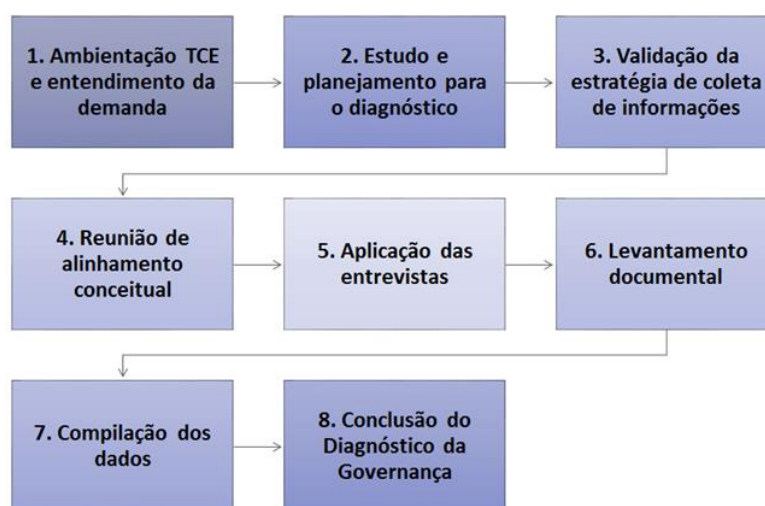 1. Ambientação TCE
e entendimento da
demanda
2. Estudo e
planejamento para
o diagnóstico
3. Validação da
estratégia de coleta
de informações
4. Reunião de
alinhamento
conceitual
5. Aplicação das
entrevistas
6. Levantamento
documental
7. Compilação dos
dados
8. Conclusão do
Diagnóstico da
Governança